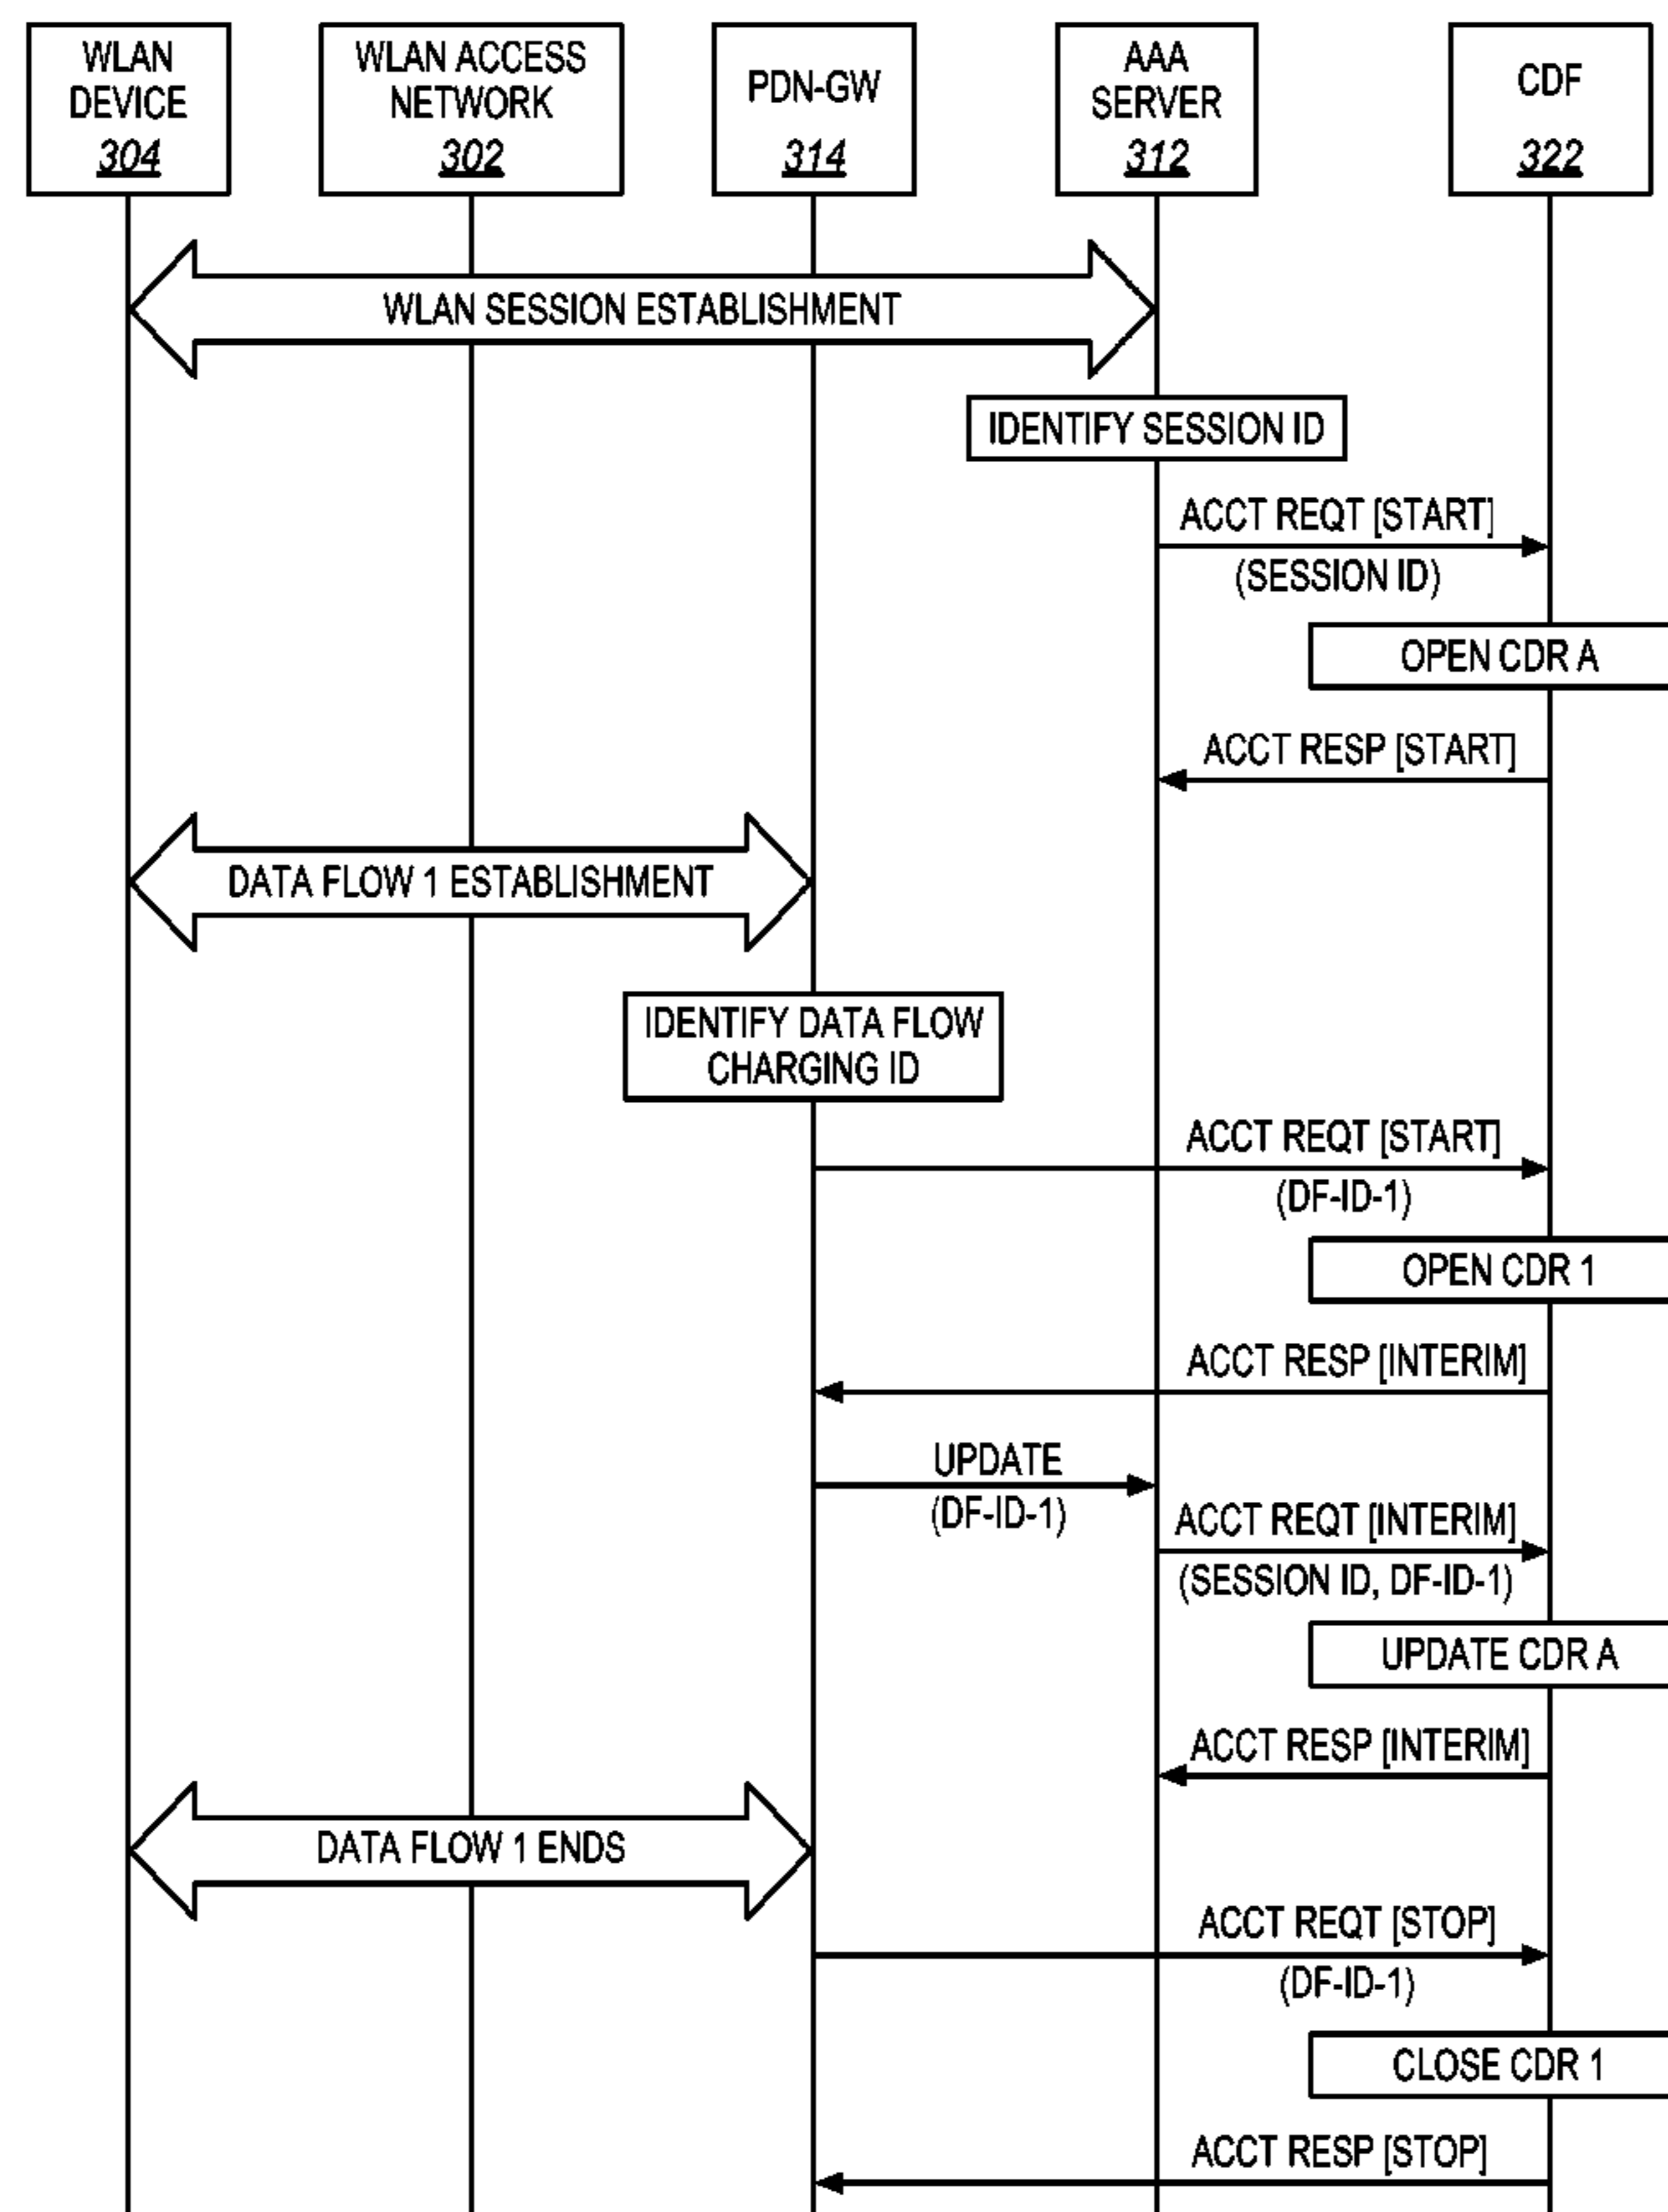 WLAN
DEVICE
304
WLAN ACCESS
NETWORK
302
PDN-GW
314
AAA
SERVER
312
CDF
322
WLAN SESSION ESTABLISHMENT
IDENTIFY SESSION ID
ACCT REQT [START]
(SESSION ID)
OPEN CDR A
ACCT RESP [START]
DATA FLOW 1 ESTABLISHMENT
IDENTIFY DATA FLOW
CHARGING ID
ACCT REQT [START]
(DF-ID-1)
OPEN CDR 1
ACCT RESP [INTERIM]
UPDATE
(DF-ID-1)
ACCT REQT [INTERIM]
(SESSION ID, DF-ID-1)
UPDATE CDR A
ACCT RESP [INTERIM]
DATA FLOW 1 ENDS
ACCT REQT [STOP]
(DF-ID-1)
CLOSE CDR 1
ACCT RESP [STOP]